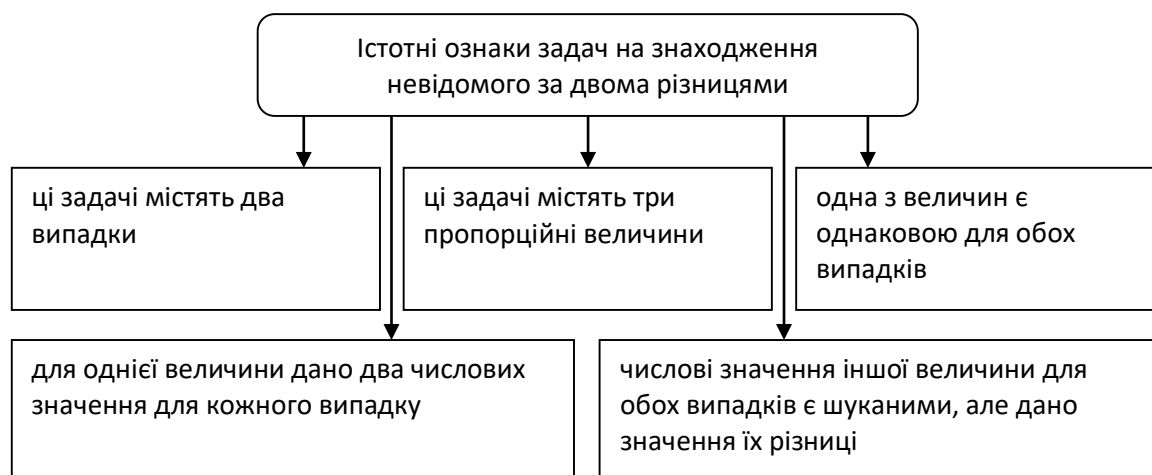 Істотні ознаки задач на знаходження
невідомого за двома різницями
ці задачі містять два
випадки
ці задачі містять три
пропорційні величини
одна з величин є
однаковою для обох
випадків
для однієї величини дано два числових
значення для кожного випадку
числові значення іншої величини для
обох випадків є шуканими, але дано
значення їх різниці